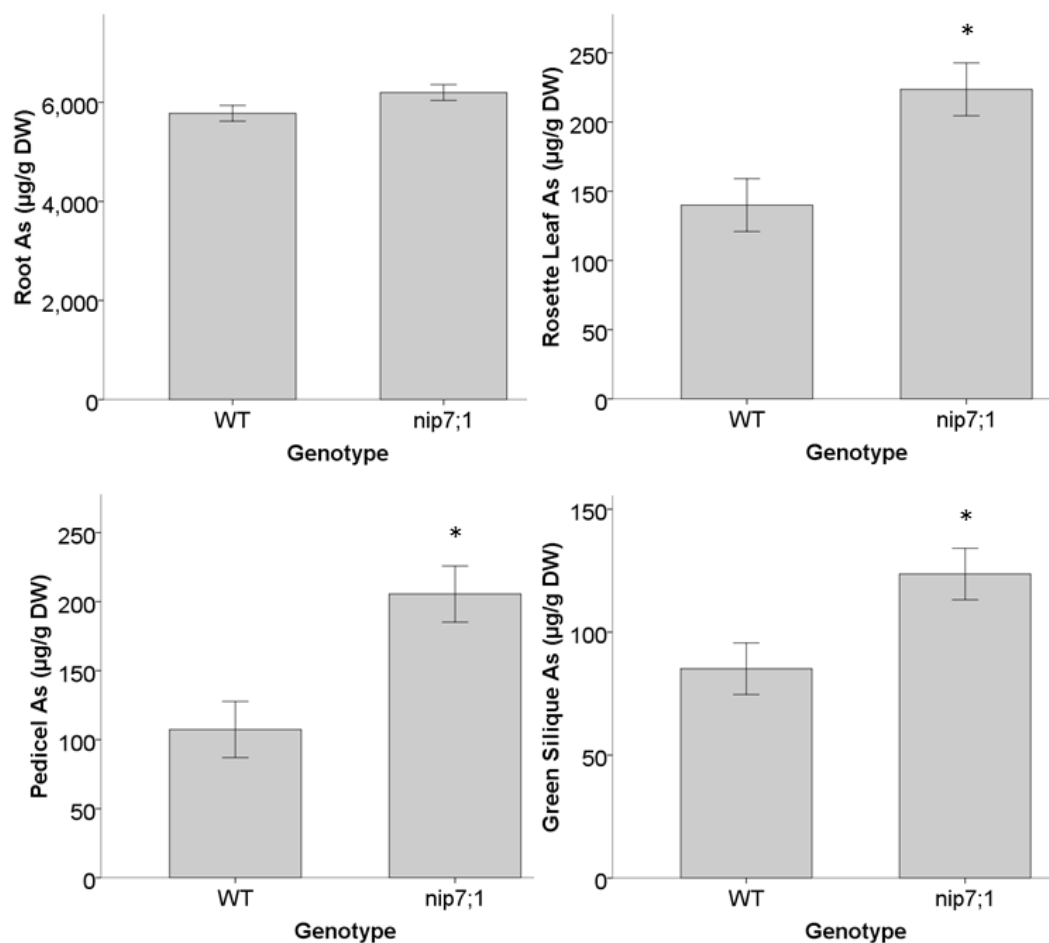 Root As (µg/g DW)
6,000
4,000
2,000
0
WT
nip7;1
Genotype
Rosette Leaf As (µg/g DW)
250
200
150
100
50
0
*
WT
nip7;1
Genotype
Pedicel As (µg/g DW)
250
200
150
100
50
0
*
WT
nip7;1
Genotype
Green Silique As (µg/g DW)
150
100
50
0
*
WT
nip7;1
Genotype